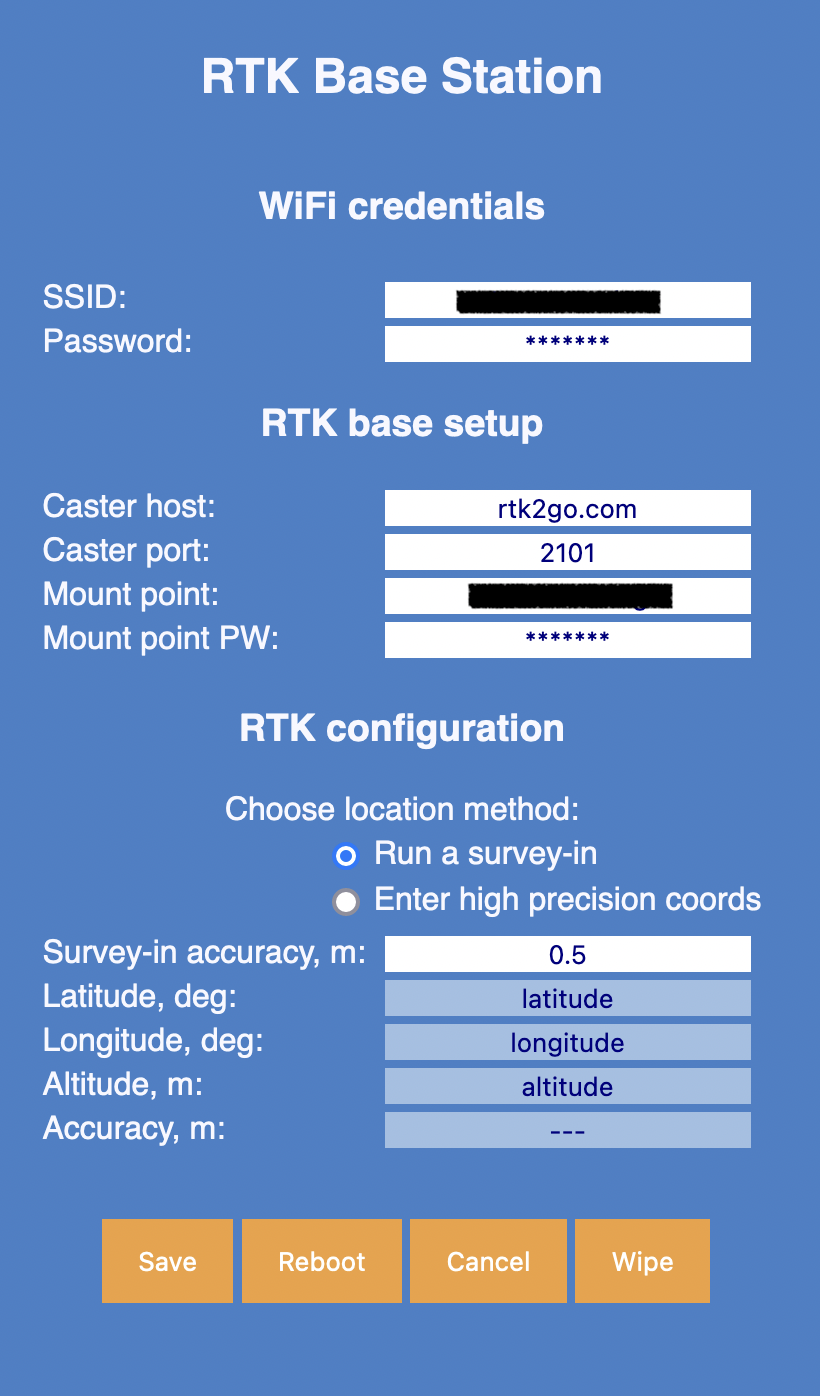 RTK Base Station
WiFi credentials
SSID:
Password: *******
RTK base setup
Caster host: rtk2go.com
Caster port: 2101
Mount point:
Mount point PW: *******
RTK configuration
Choose location method:
Run a survey-in
Enter high precision coords
Survey-in accuracy, m: 0.5
Latitude, deg: latitude
Longitude, deg: longitude
Altitude, m: altitude
Accuracy, m: ---
Save Reboot Cancel Wipe